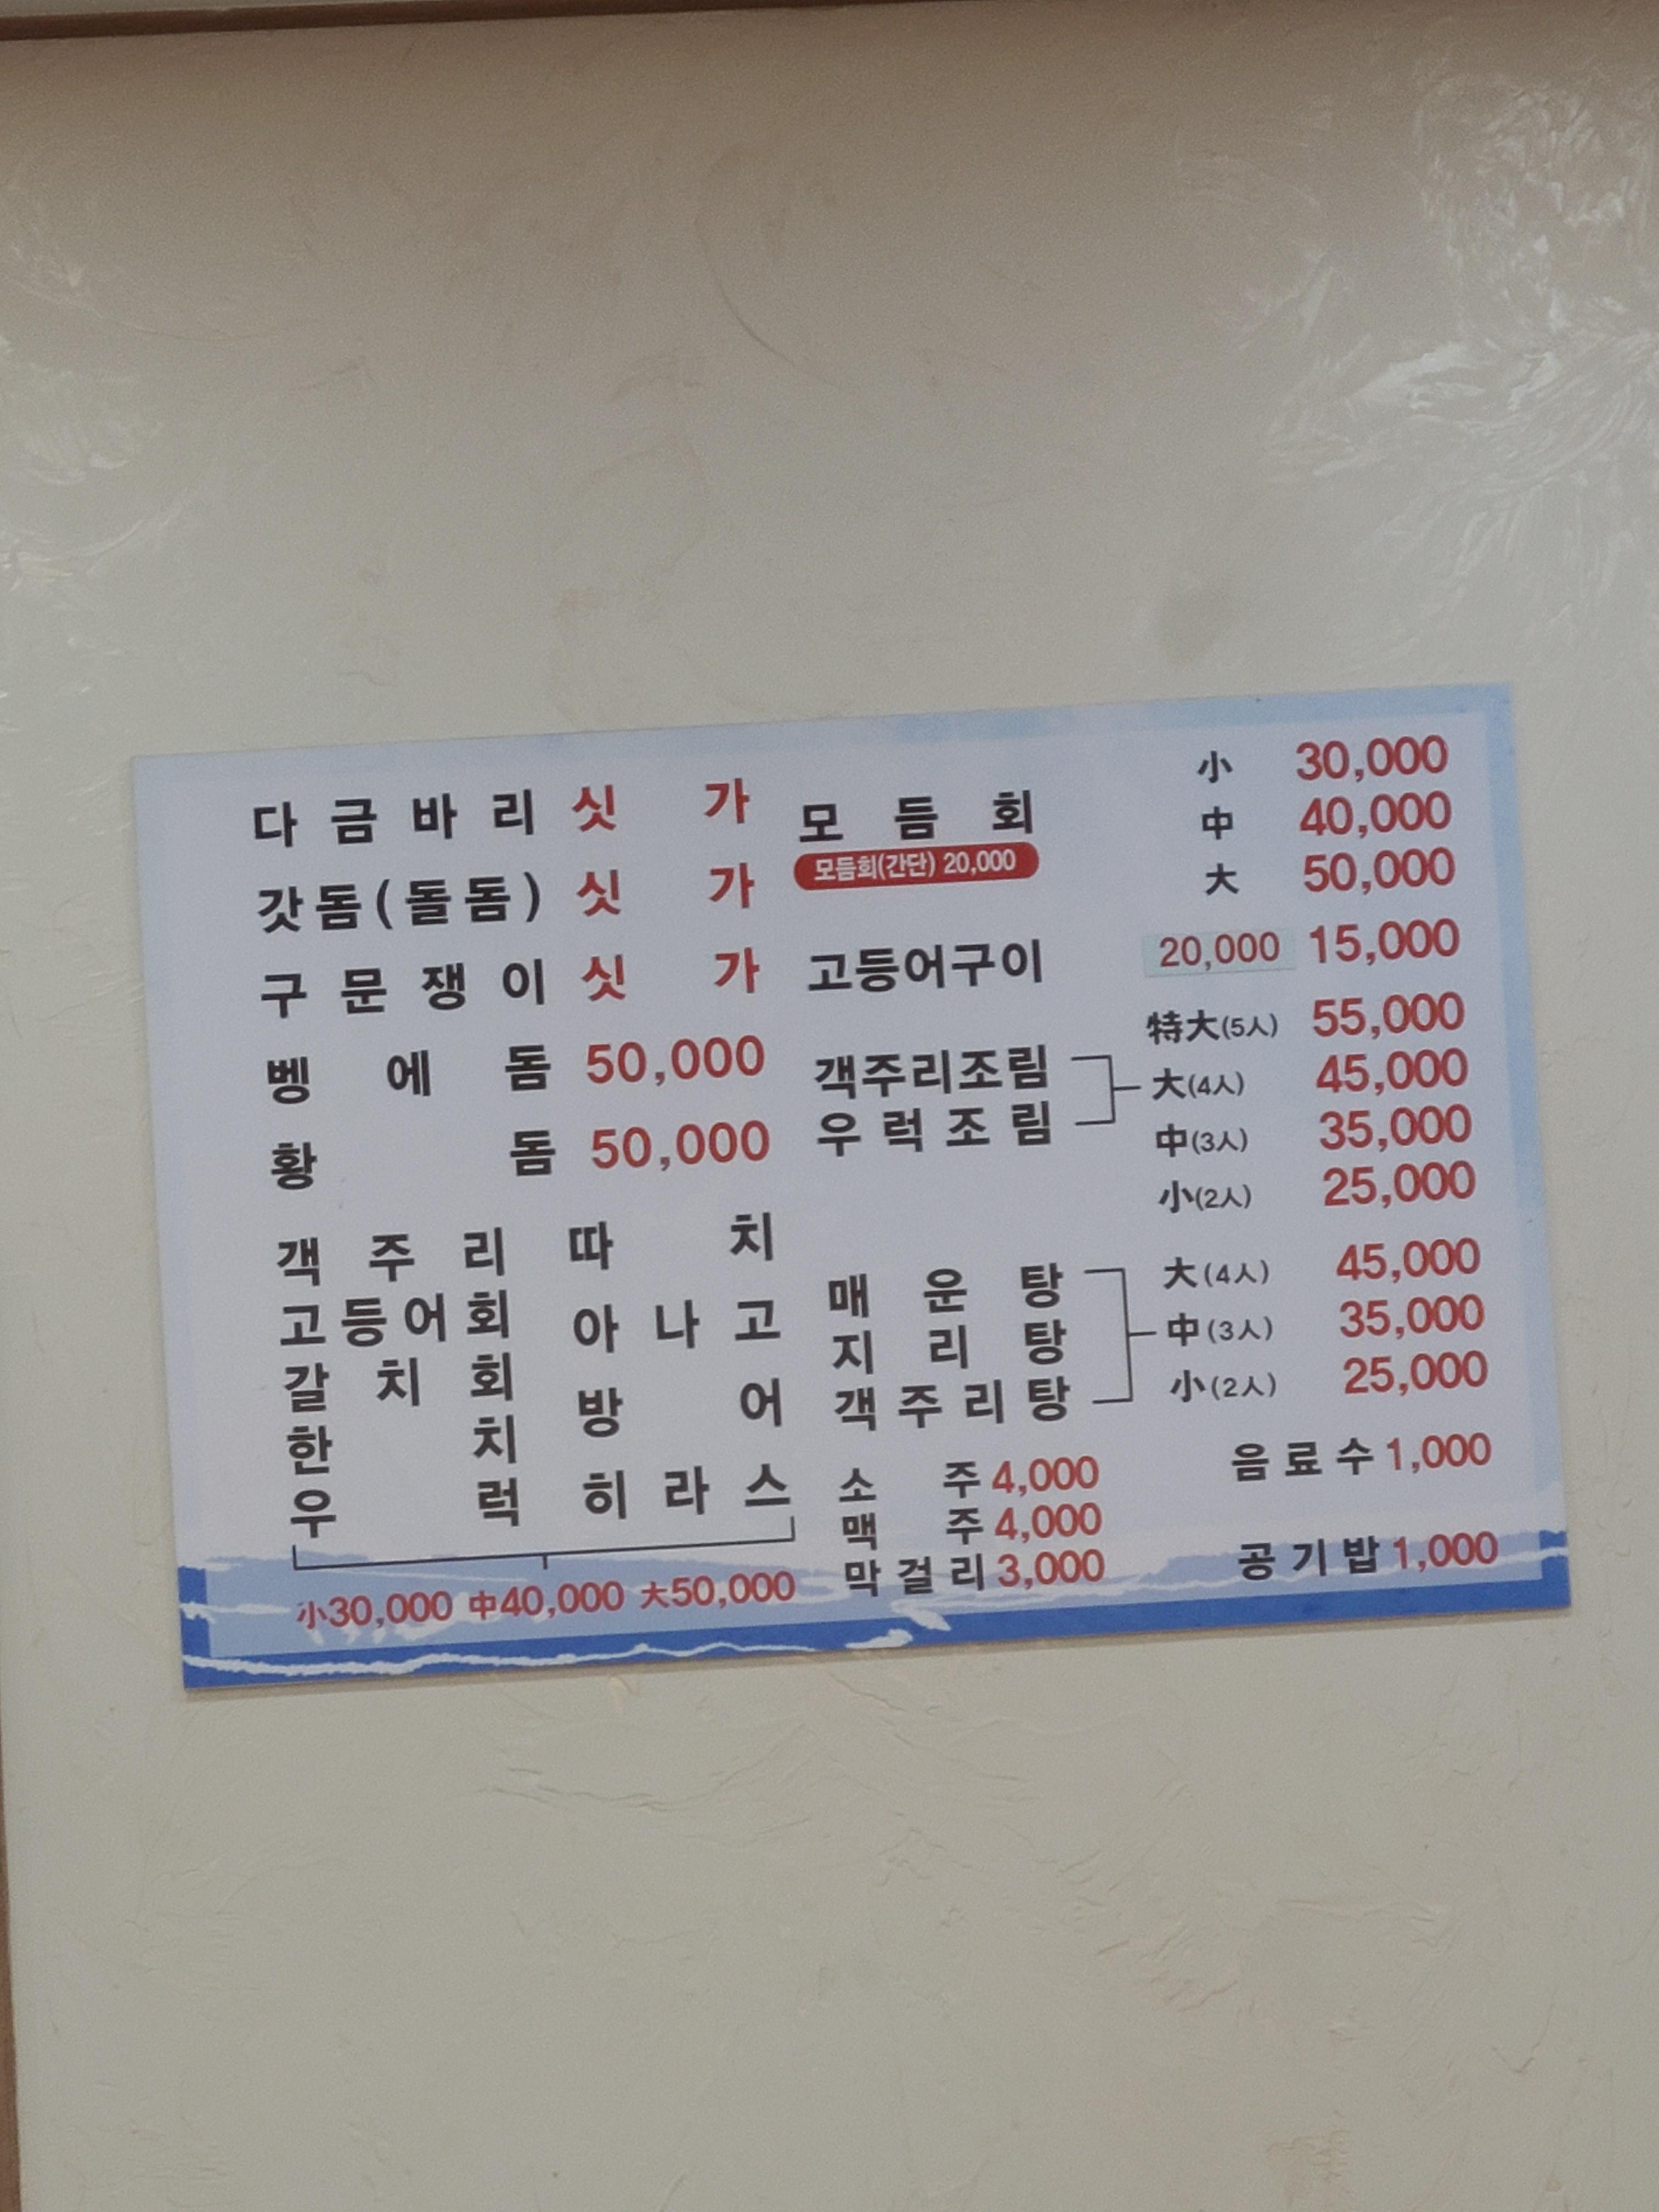 다금바리 싯가
갓돔(돌돔) 싯가
구문쟁이 싯가
벵에돔 50,000
황돔 50,000
객주리 따치
고등어회 아나고
갈치회
한치 방어
우럭 히라스
小30,000 中40,000 大50,000
모듬회 小 30,000
모듬회(간단) 20,000
中 40,000
大 50,000
고등어구이 20,000 15,000
特大(5人) 55,000
객주리조림 大(4人) 45,000
우럭조림 中(3人) 35,000
小(2人) 25,000
매운탕 大(4人) 45,000
지리탕 中(3人) 35,000
객주리탕 小(2人) 25,000
소주 4,000 음료수 1,000
맥주 4,000
막걸리 3,000 공기밥 1,000